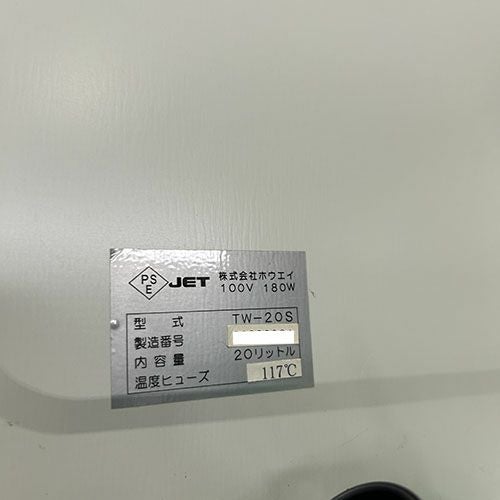 PSE JET 株式会社ホウエイ
100V 180W
型式 TW-20S
製造番号
内容量 20リットル
温度ヒューズ 117℃